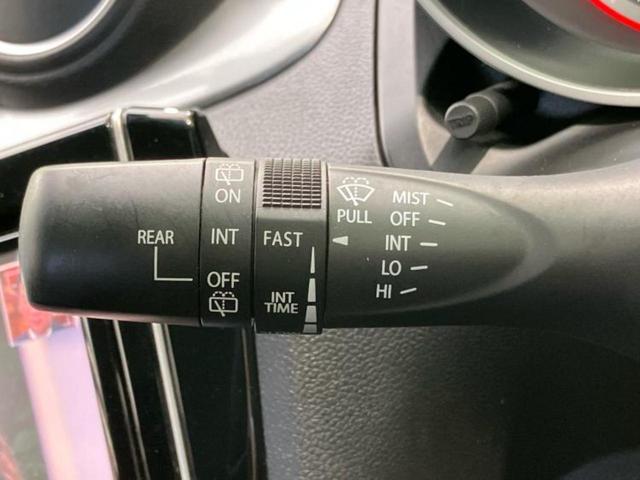 REAR
ON
INT
OFF
FAST
INT
TIME
PULL
MIST
OFF
INT
LO
HI